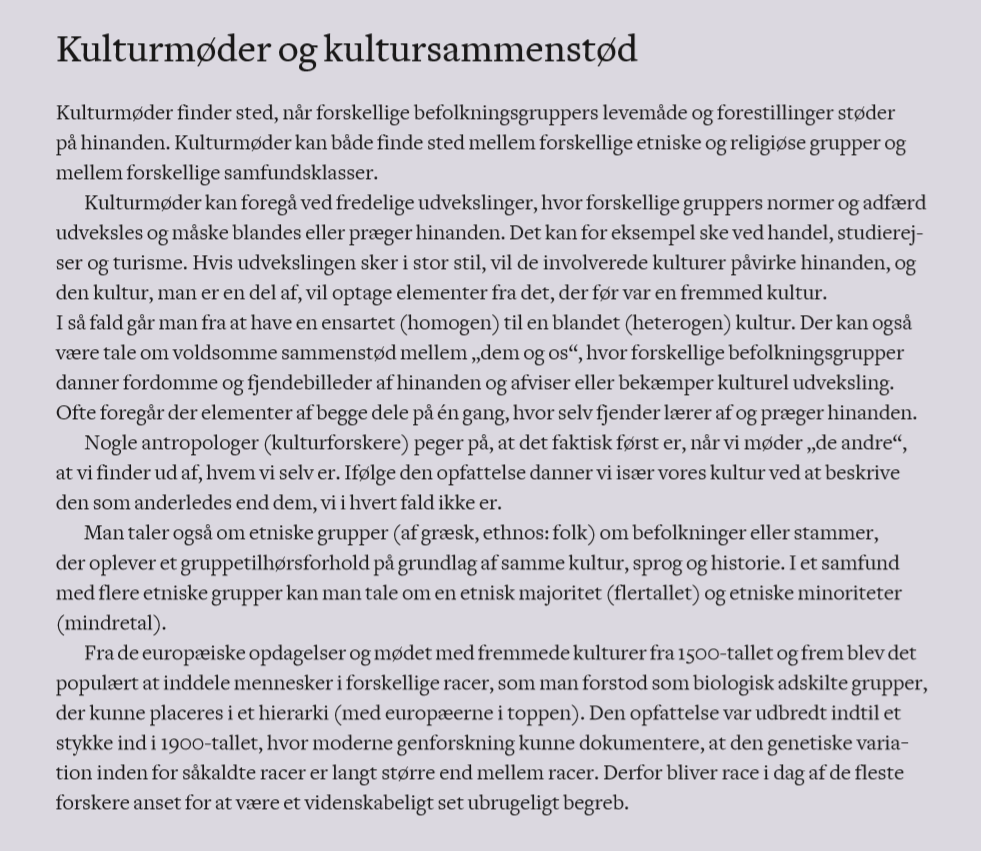 Kulturmøder og kultursammenstød
Kulturmøder finder sted, når forskellige befolkningsgruppers levemåde og forestillinger støder
på hinanden. Kulturmøder kan både finde sted mellem forskellige etniske og religiøse grupper og
mellem forskellige samfundsklasser.
Kulturmøder kan foregå ved fredelige udvekslinger, hvor forskellige gruppers normer og adfærd
udveksles og måske blandes eller præger hinanden. Det kan for eksempel ske ved handel, studierej-
ser og turisme. Hvis udvekslingen sker i stor stil, vil de involverede kulturer påvirke hinanden, og
den kultur, man er en del af, vil optage elementer fra det, der før var en fremmed kultur.
I så fald går man fra at have en ensartet (homogen) til en blandet (heterogen) kultur. Der kan også
være tale om voldsomme sammenstød mellem „dem og os“, hvor forskellige befolkningsgrupper
danner fordomme og fjendebilleder af hinanden og afviser eller bekæmper kulturel udveksling.
Ofte foregår der elementer af begge dele på én gang, hvor selv fjender lærer af og præger hinanden.
Nogle antropologer (kulturforskere) peger på, at det faktisk først er, når vi møder „de andre“,
at vi finder ud af, hvem vi selv er. Ifølge den opfattelse danner vi især vores kultur ved at beskrive
den som anderledes end dem, vi i hvert fald ikke er.
Man taler også om etniske grupper (af græsk, ethnos: folk) om befolkninger eller stammer,
der oplever et gruppetilhørsforhold på grundlag af samme kultur, sprog og historie. I et samfund
med flere etniske grupper kan man tale om en etnisk majoritet (flertallet) og etniske minoriteter
(mindretal).
Fra de europæiske opdagelser og mødet med fremmede kulturer fra 1500-tallet og frem blev det
populært at inddele mennesker i forskellige racer, som man forstod som biologisk adskilte grupper,
der kunne placeres i et hierarki (med europæerne i toppen). Den opfattelse var udbredt indtil et
stykke ind i 1900-tallet, hvor moderne genforskning kunne dokumentere, at den genetiske varia-
tion inden for såkaldte racer er langt større end mellem racer. Derfor bliver race i dag af de fleste
forskere anset for at være et videnskabeligt set ubrugeligt begreb.